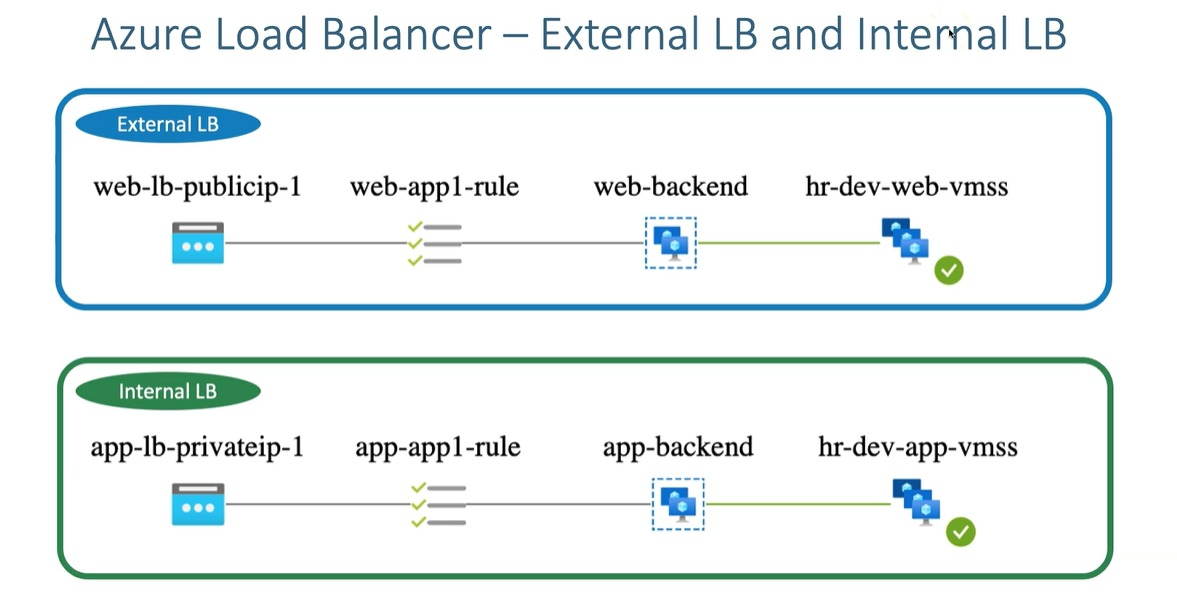 Azure Load Balancer – External LB and Internal LB
External LB
web-lb-publicip-1 web-app1-rule web-backend hr-dev-web-vmss
Internal LB
app-lb-privateip-1 app-app1-rule app-backend hr-dev-app-vmss